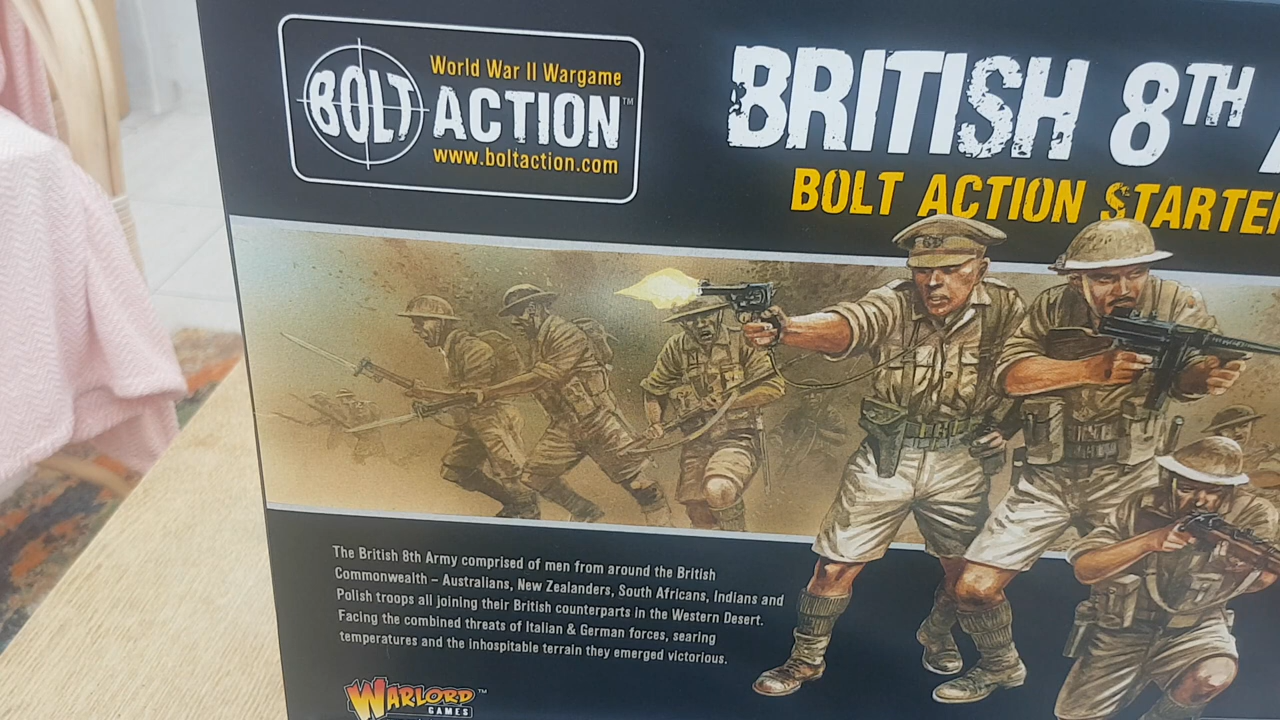 World War II Wargame
BOLT ACTION™
www.boltaction.com
BRITISH 8TH
BOLT ACTION STARTER
The British 8th Army comprised of men from around the British
Commonwealth – Australians, New Zealanders, South Africans, Indians and
Polish troops all joining their British counterparts in the Western Desert.
Facing the combined threats of Italian & German forces, searing
temperatures and the inhospitable terrain they emerged victorious.
WARLORD™
GAMES